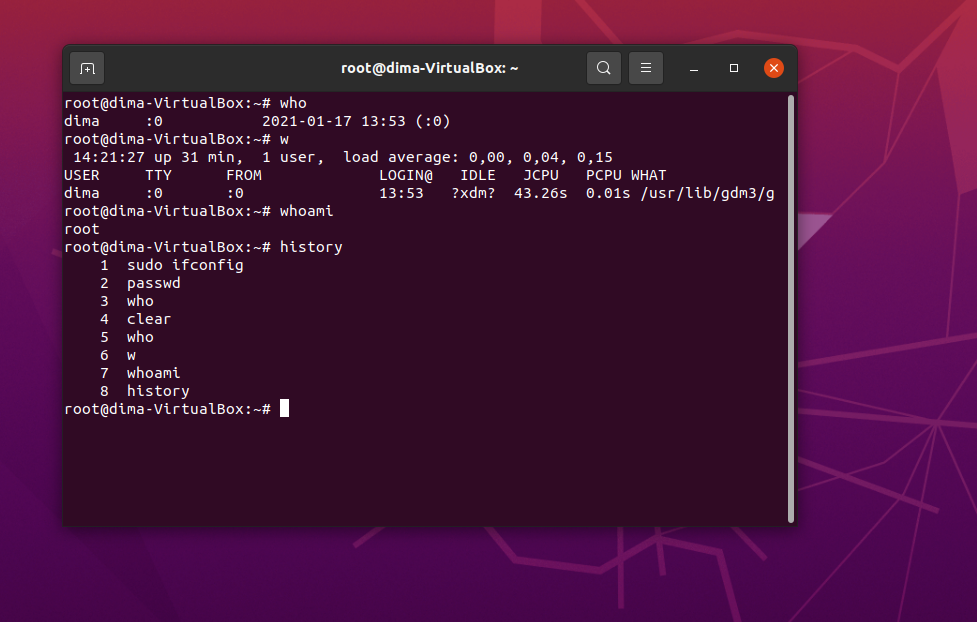 root@dima-VirtualBox: ~
root@dima-VirtualBox:~# who
dima     :0           2021-01-17 13:53 (:0)
root@dima-VirtualBox:~# w
 14:21:27 up 31 min,  1 user,  load average: 0,00, 0,04, 0,15
USER     TTY      FROM             LOGIN@   IDLE   JCPU   PCPU WHAT
dima     :0       :0               13:53   ?xdm?  43.26s  0.01s /usr/lib/gdm3/g
root@dima-VirtualBox:~# whoami
root
root@dima-VirtualBox:~# history
    1  sudo ifconfig
    2  passwd
    3  who
    4  clear
    5  who
    6  w
    7  whoami
    8  history
root@dima-VirtualBox:~#